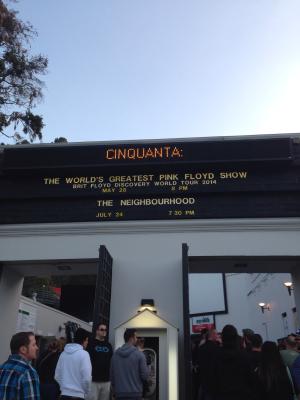 CINQUANTA:
THE WORLD'S GREATEST PINK FLOYD SHOW
BRIT FLOYD DISCOVERY WORLD TOUR 2014
MAY 28 8 PM
THE NEIGHBOURHOOD
JULY 24 7 30 PM